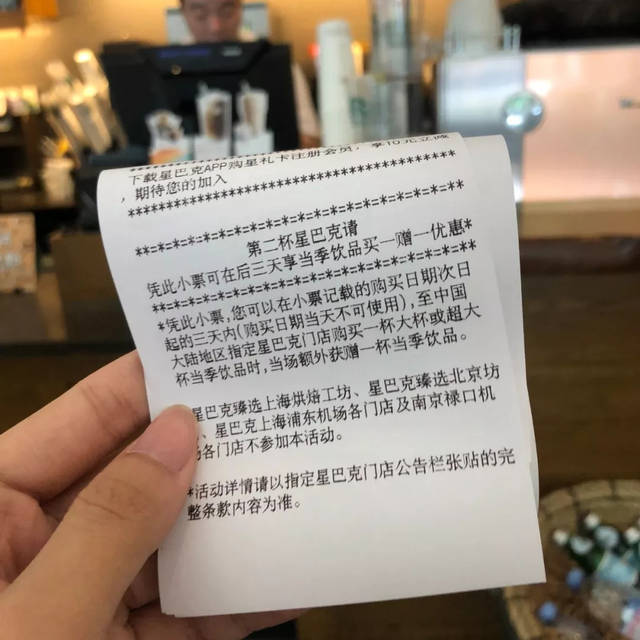 下载星巴克APP购星礼卡注册会员, 享10元立减
, 期待您的加入
****************************************
**=*=*=*=*=*=*=*=*=*=*=*=*=*=*=*=*=*=*=**
第二杯星巴克请
凭此小票可在后三天享当季饮品买一赠一优惠*
**=*=*=*=*=*=*=*=*=*=*=*=*=*=*=*=*=*=*=**
*凭此小票,您可以在小票记载的购买日期次日
起的三天内(购买日期当天不可使用),至中国
大陆地区指定星巴克门店购买一杯大杯或超大
杯当季饮品时,当场额外获赠一杯当季饮品。
星巴克臻选上海烘焙工坊、星巴克臻选北京坊
、星巴克上海浦东机场各门店及南京禄口机
各门店不参加本活动。
*活动详情请以指定星巴克门店公告栏张贴的完
整条款内容为准。